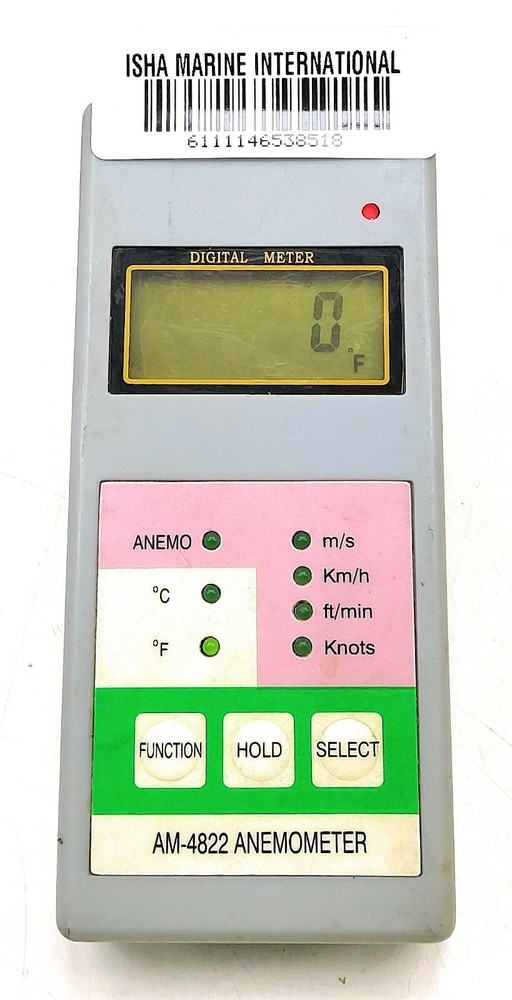 ISHA MARINE INTERNATIONAL
6111146538518
DIGITAL METER
0
°F
ANEMO
m/s
°C
Km/h
ft/min
°F
Knots
FUNCTION
HOLD
SELECT
AM-4822 ANEMOMETER